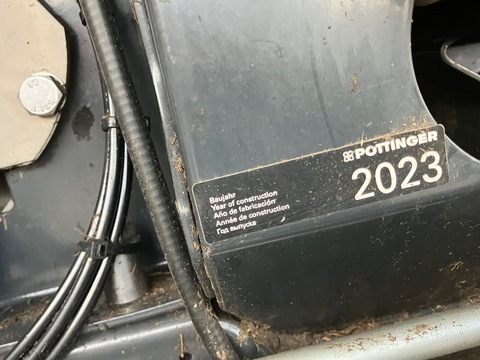 PÖTTINGER
2023
Baujahr
Year of construction
Año de fabricación
Année de construction
Год выпуска